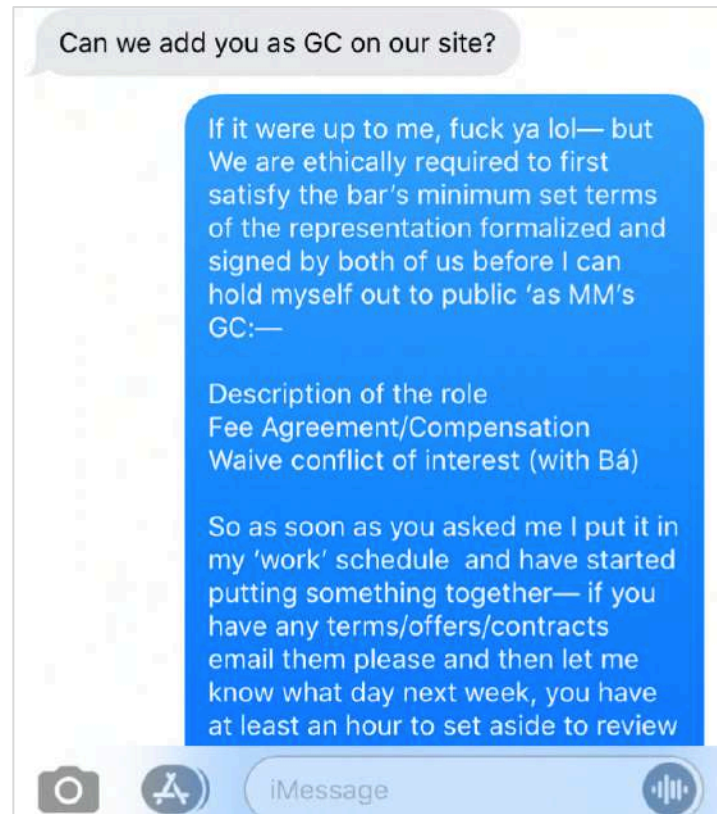 Can we add you as GC on our site?
If it were up to me, fuck ya lol— but
We are ethically required to first
satisfy the bar's minimum set terms
of the representation formalized and
signed by both of us before I can
hold myself out to public ‘as MM’s
GC:—
Description of the role
Fee Agreement/Compensation
Waive conflict of interest (with Bá)
So as soon as you asked me I put it in
my ‘work’ schedule  and have started
putting something together— if you
have any terms/offers/contracts
email them please and then let me
know what day next week, you have
at least an hour to set aside to review
iMessage